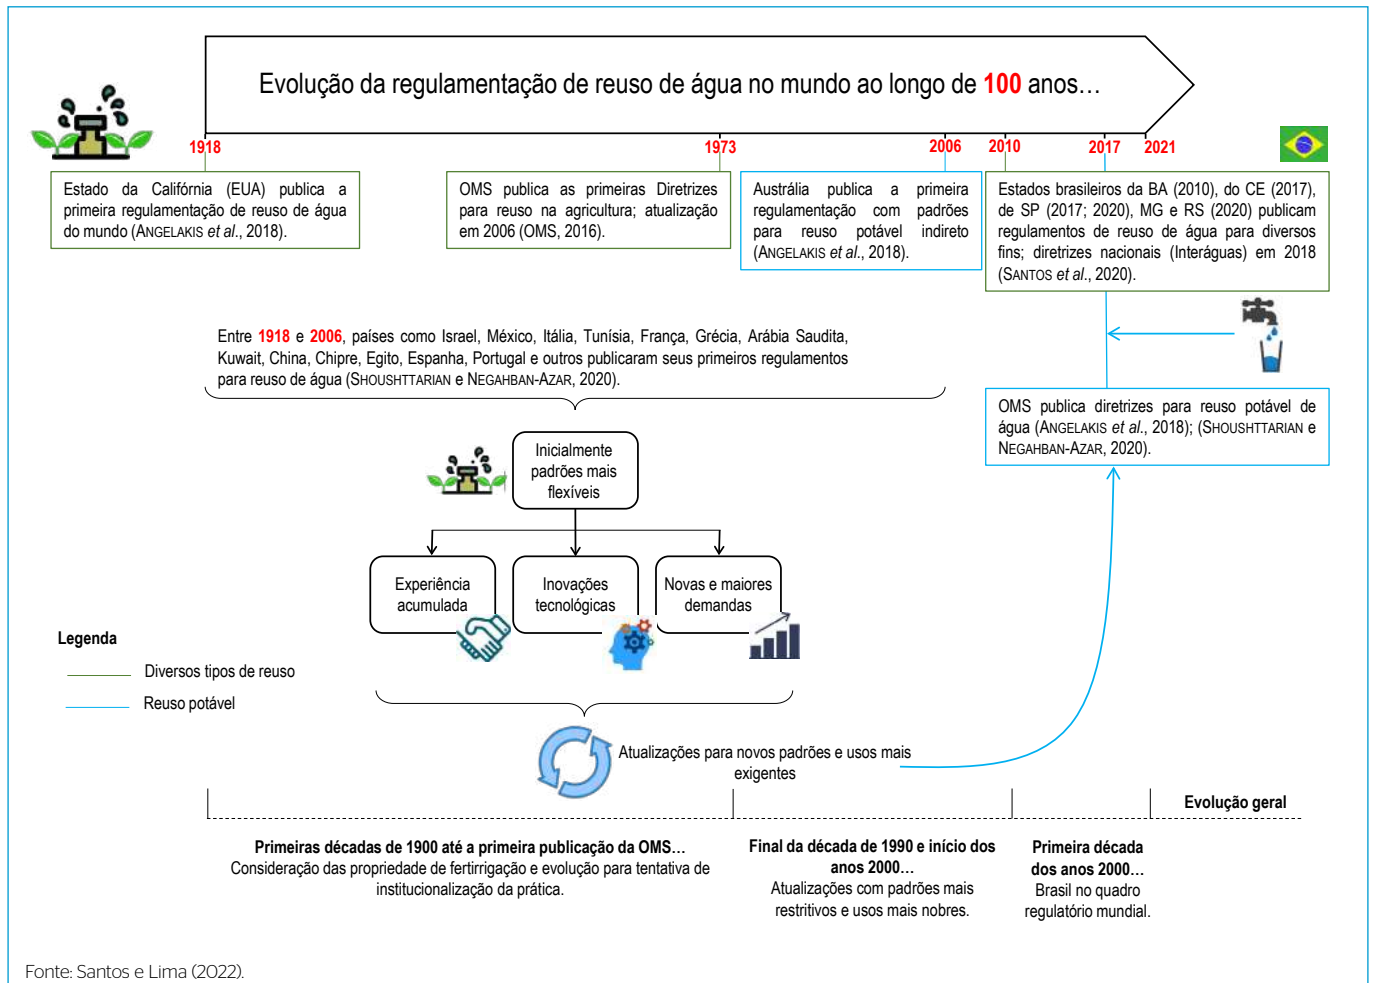 Evolução da regulamentação de reuso de água no mundo ao longo de 100 anos...
1918
1973
2006
2010
2017
2021
Estado da Califórnia (EUA) publica a
primeira regulamentação de reuso de água
do mundo (ANGELAKIS et al., 2018).
OMS publica as primeiras Diretrizes
para reuso na agricultura; atualização
em 2006 (OMS, 2016).
Austrália publica a primeira
regulamentação com padrões
para reuso potável indireto
(ANGELAKIS et al., 2018).
Estados brasileiros da BA (2010), do CE (2017),
de SP (2017; 2020), MG e RS (2020) publicam
regulamentos de reuso de água para diversos
fins; diretrizes nacionais (Interáguas) em 2018
(SANTOS et al., 2020).
Entre 1918 e 2006, países como Israel, México, Itália, Tunísia, França, Grécia, Arábia Saudita,
Kuwait, China, Chipre, Egito, Espanha, Portugal e outros publicaram seus primeiros regulamentos
para reuso de água (SHOUSHTTARIAN e NEGAHBAN-AZAR, 2020).
OMS publica diretrizes para reuso potável de
água (ANGELAKIS et al., 2018); (SHOUSHTTARIAN e
NEGAHBAN-AZAR, 2020).
Inicialmente
padrões mais
flexíveis
Experiência
acumulada
Inovações
tecnológicas
Novas e maiores
demandas
Legenda
Diversos tipos de reuso
Reuso potável
Atualizações para novos padrões e usos mais
exigentes
Evolução geral
Primeiras décadas de 1900 até a primeira publicação da OMS...
Consideração das propriedade de fertirrigação e evolução para tentativa de
institucionalização da prática.
Final da década de 1990 e início dos
anos 2000...
Atualizações com padrões mais
restritivos e usos mais nobres.
Primeira década
dos anos 2000...
Brasil no quadro
regulatório mundial.
Fonte: Santos e Lima (2022).